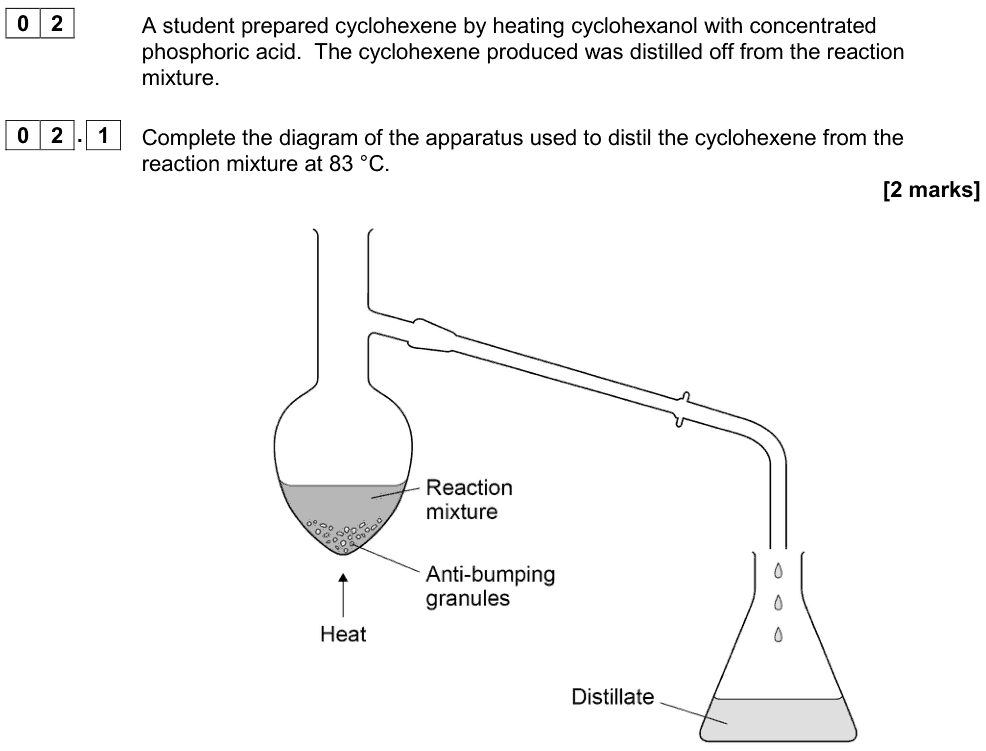 0 2 A student prepared cyclohexene by heating cyclohexanol with concentrated
phosphoric acid. The cyclohexene produced was distilled off from the reaction
mixture.
0 2 . 1 Complete the diagram of the apparatus used to distil the cyclohexene from the
reaction mixture at 83 °C.
[2 marks]
Reaction
mixture
Anti-bumping
granules
Heat
Distillate